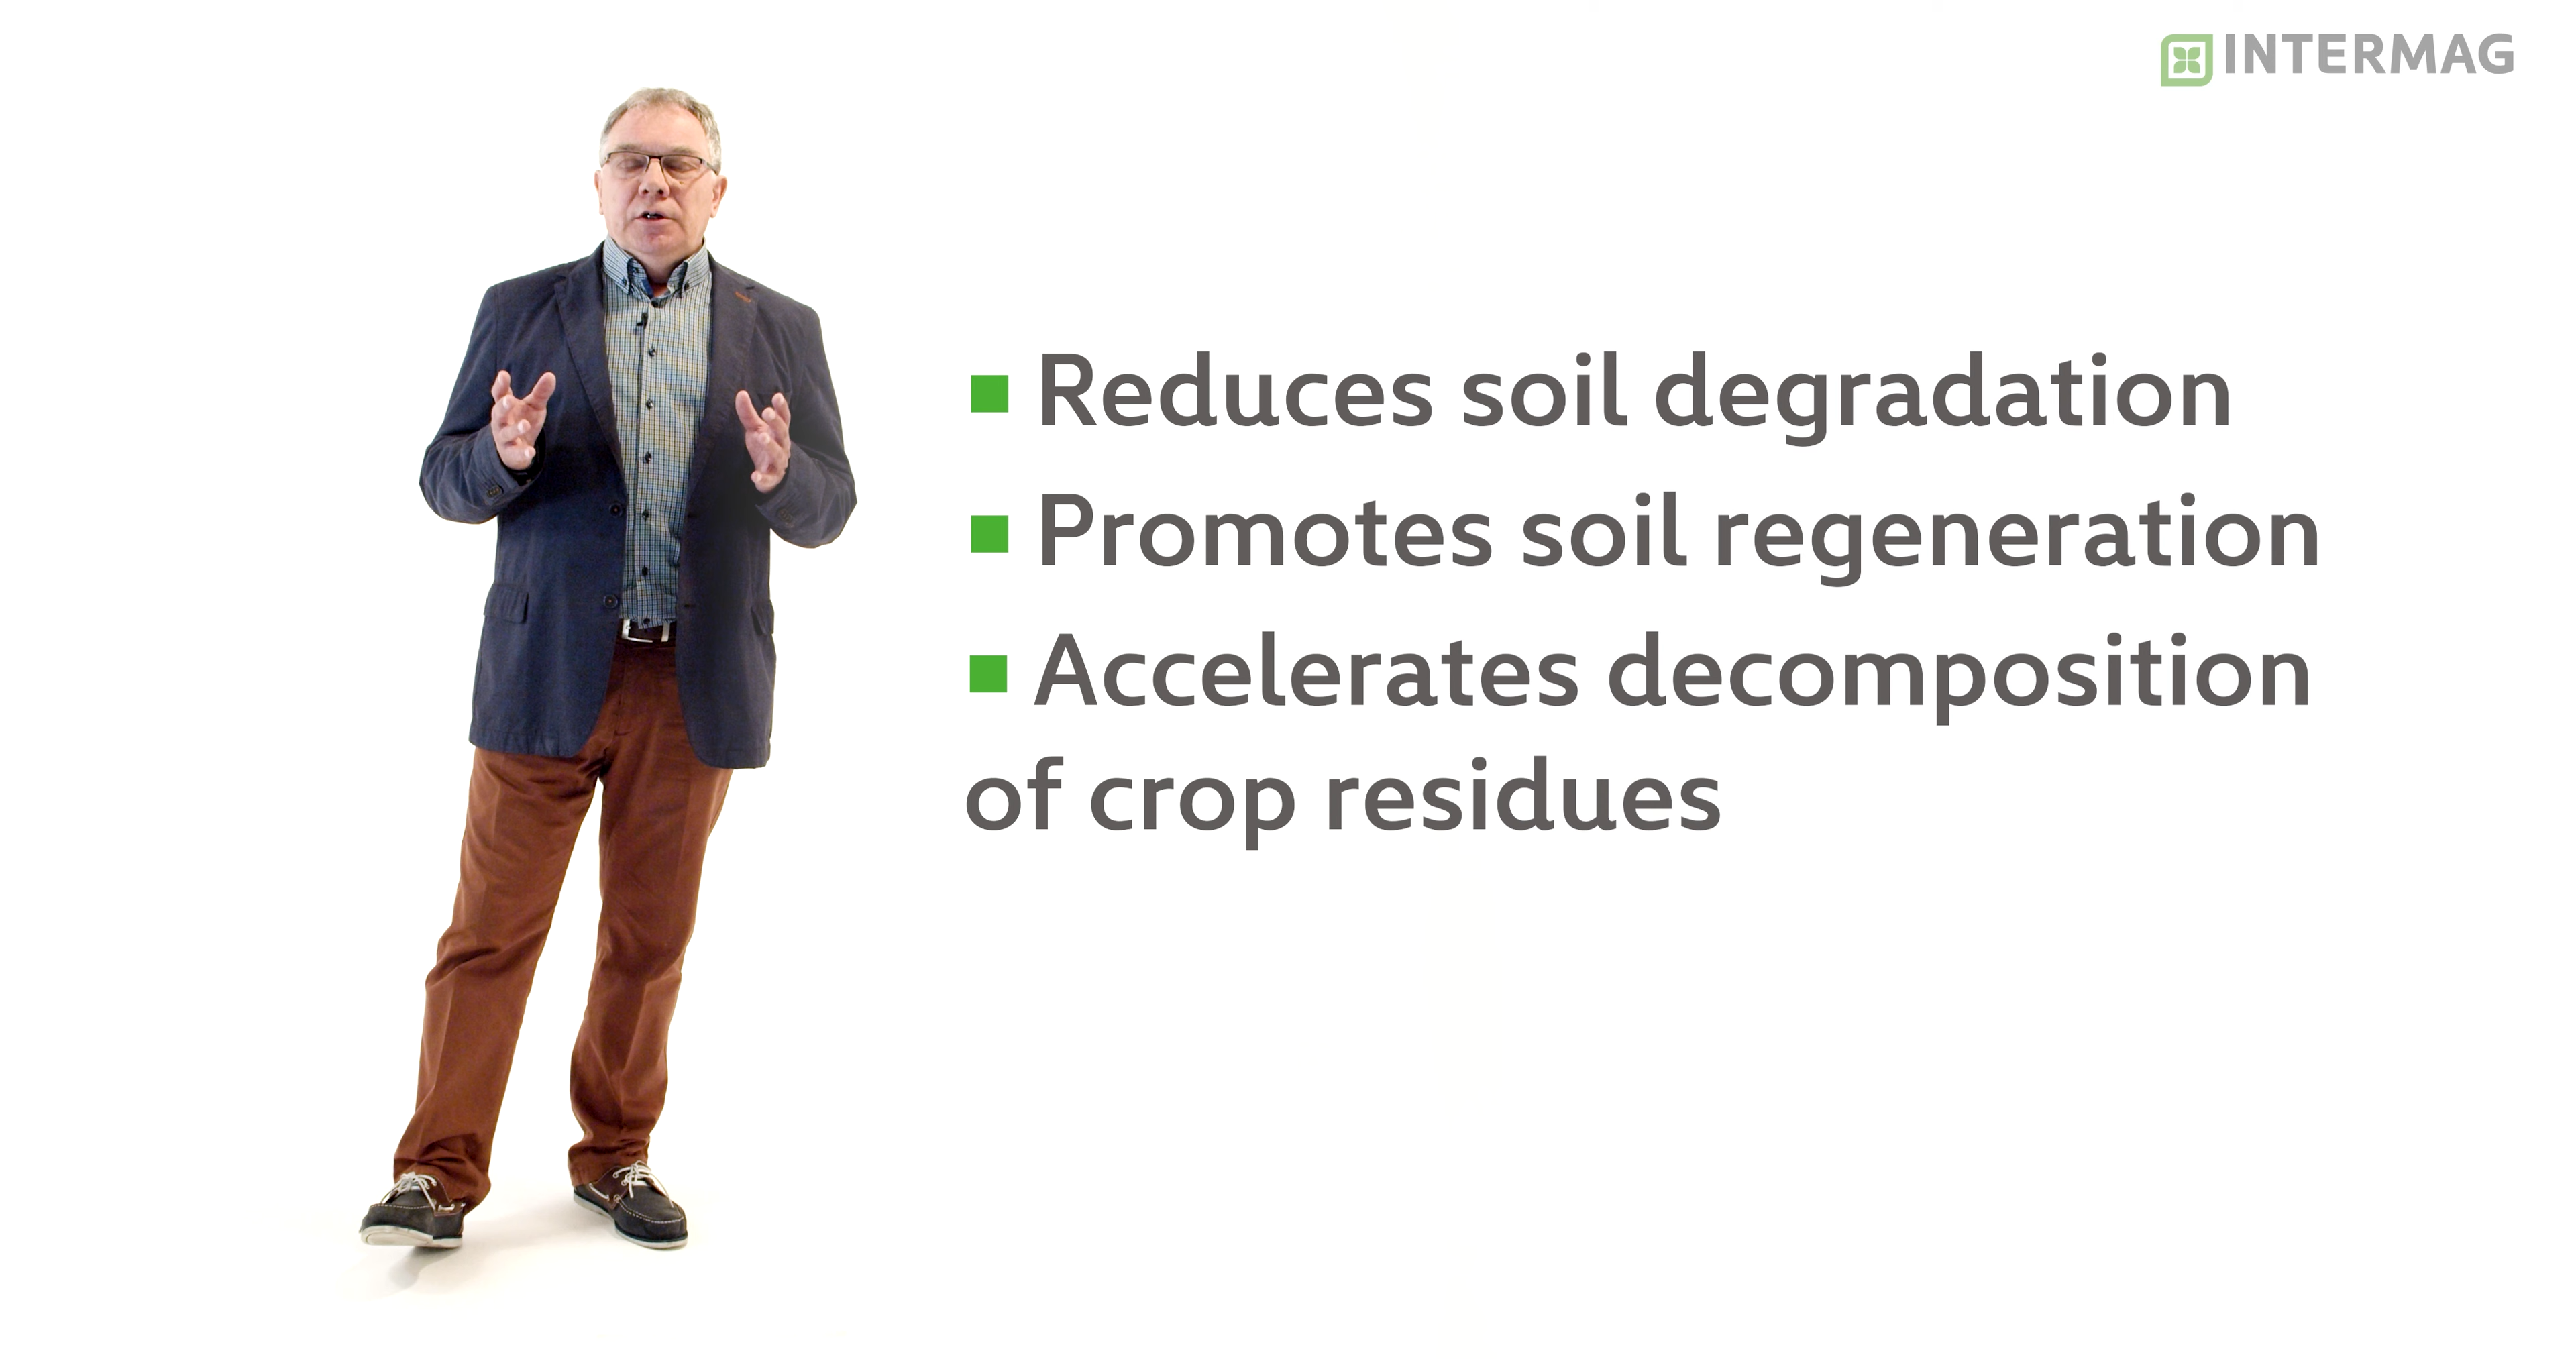 INTERMAG
Reduces soil degradation
Promotes soil regeneration
Accelerates decomposition
of crop residues